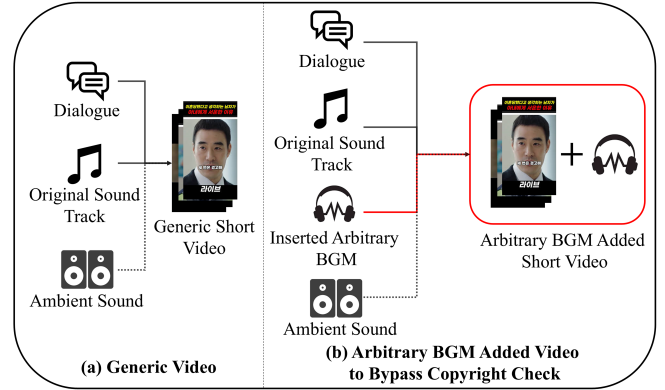 Dialogue
Original Sound
Track
Ambient Sound
라이브
Generic Short
Video
(a) Generic Video
Dialogue
Original Sound
Track
Inserted Arbitrary
BGM
Ambient Sound
라이브
+
Arbitrary BGM Added
Short Video
(b) Arbitrary BGM Added Video
to Bypass Copyright Check